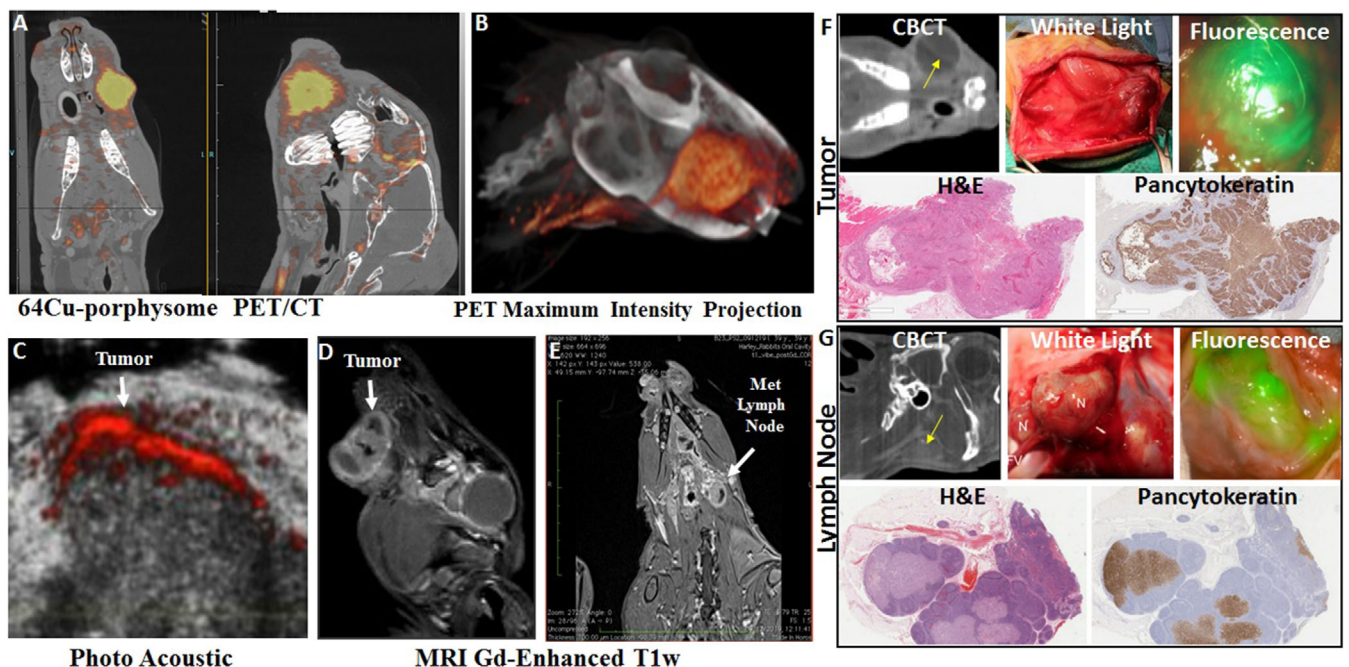 A
B
64Cu-porphysome PET/CT
PET Maximum Intensity Projection
C
Tumor
Photo Acoustic
D
Tumor
E
Met
Lymph
Node
MRI Gd-Enhanced T1w
F
Tumor
CBCT
White Light
Fluorescence
H&E
Pancytokeratin
G
Lymph Node
CBCT
White Light
N
N
Fluorescence
H&E
Pancytokeratin